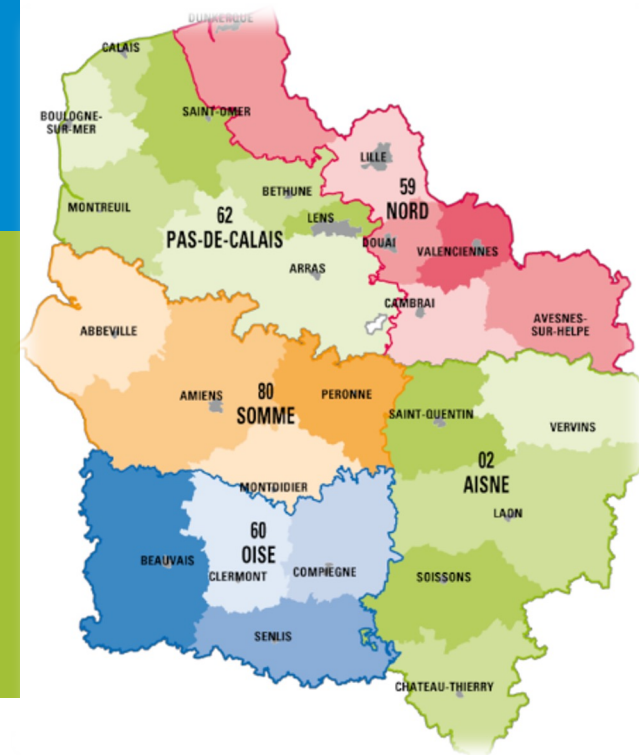 DUNKERQUE
CALAIS
SAINT-OMER
BOULOGNE-
SUR-MER
LILLE
59
NORD
BETHUNE
MONTREUIL
62
PAS-DE-CALAIS
LENS
DOUAI
VALENCIENNES
ARRAS
CAMBRAI
AVESNES-
SUR-HELPE
ABBEVILLE
AMIENS
80
SOMME
PERONNE
SAINT-QUENTIN
VERVINS
02
AISNE
MONTDIDIER
LAON
60
OISE
BEAUVAIS
CLERMONT
COMPIEGNE
SOISSONS
SENLIS
CHATEAU-THIERRY